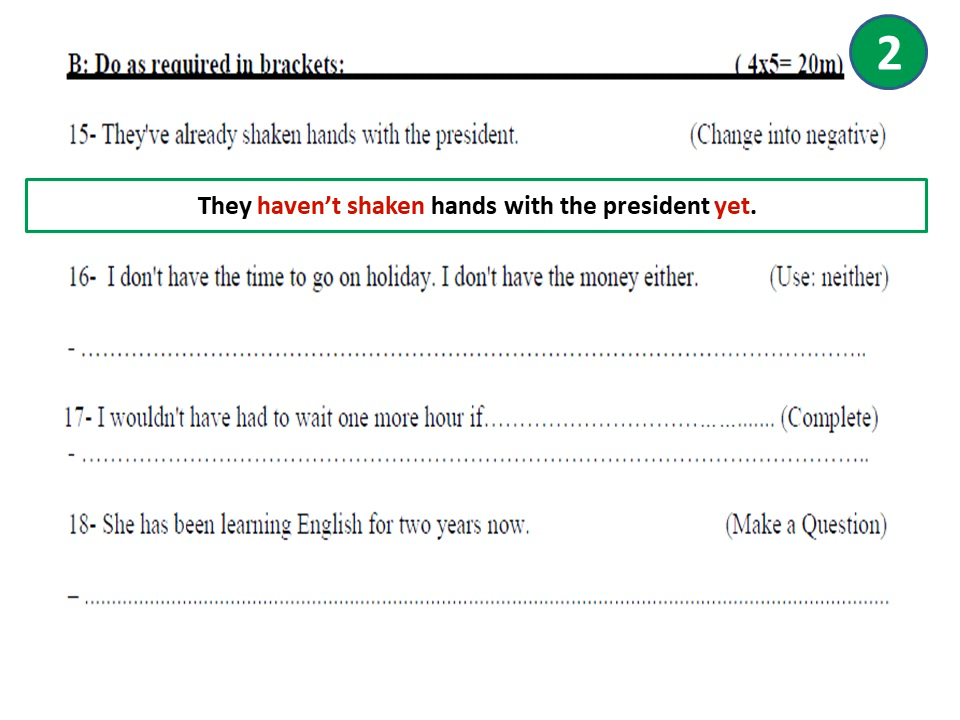 B: Do as required in brackets: ( 4x5= 20m)
2
15- They've already shaken hands with the president. (Change into negative)
They haven’t shaken hands with the president yet.
16- I don't have the time to go on holiday. I don't have the money either. (Use: neither)
- ……………………………………………………………………………………………..
17- I wouldn't have had to wait one more hour if…………………………......... (Complete)
- ……………………………………………………………………………………………..
18- She has been learning English for two years now. (Make a Question)
– ................................................................................................